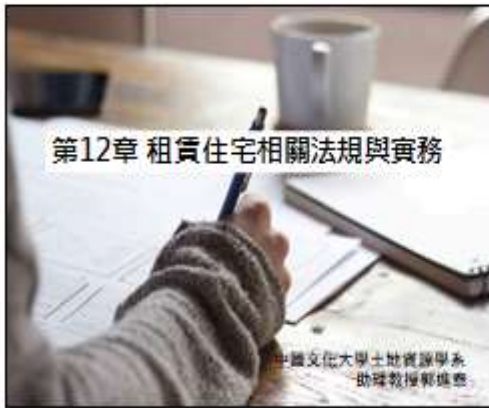 第12章 租賃住宅相關法規與實務
中國文化大學土地資源學系
助理教授郭